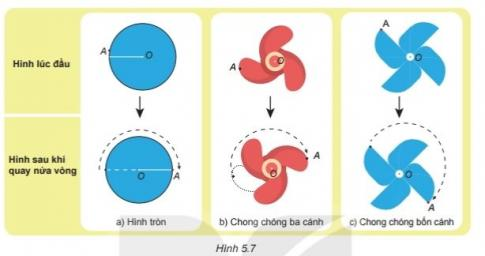 Hình lúc đầu
A
O
A
O
A
O
Hình sau khi
quay nửa vòng
O
A
A
O
O
A
a) Hình tròn
b) Chong chóng ba cánh
c) Chong chóng bốn cánh
Hình 5.7